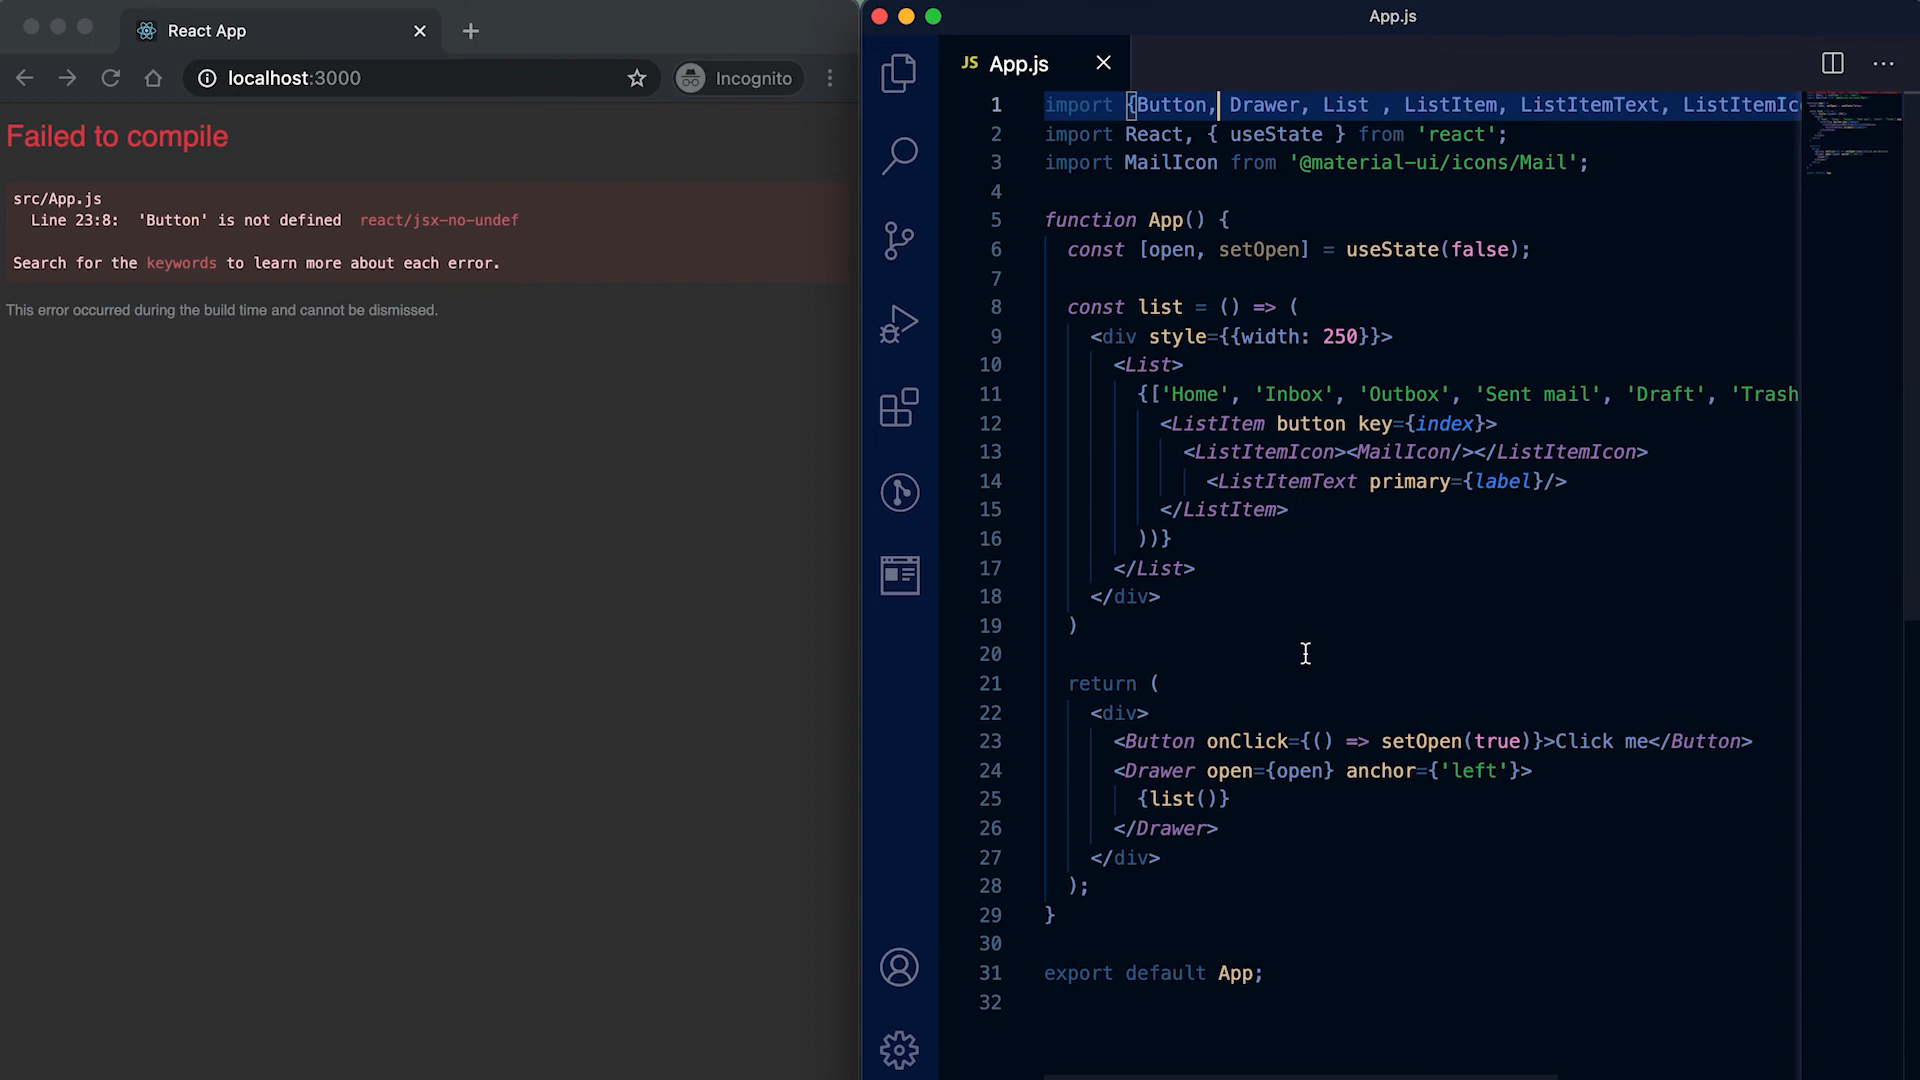 React App
localhost:3000
Incognito
Failed to compile
src/App.js
Line 23:8: 'Button' is not defined react/jsx-no-undef
Search for the keywords to learn more about each error.
This error occurred during the build time and cannot be dismissed.
App.js
JS App.js
1 import {Button, Drawer, List , ListItem, ListItemText, ListItemIc
2 import React, { useState } from 'react';
3 import MailIcon from '@material-ui/icons/Mail';
4
5 function App() {
6 const [open, setOpen] = useState(false);
7
8 const list = () => (
9 <div style={{width: 250}}>
10 <List>
11 {['Home', 'Inbox', 'Outbox', 'Sent mail', 'Draft', 'Trash
12 <ListItem button key={index}>
13 <ListItemIcon><MailIcon/></ListItemIcon>
14 <ListItemText primary={label}/>
15 </ListItem>
16 ))}
17 </List>
18 </div>
19 )
20
21 return (
22 <div>
23 <Button onClick={() => setOpen(true)}>Click me</Button>
24 <Drawer open={open} anchor={'left'}>
25 {list()}
26 </Drawer>
27 </div>
28 );
29 }
30
31 export default App;
32